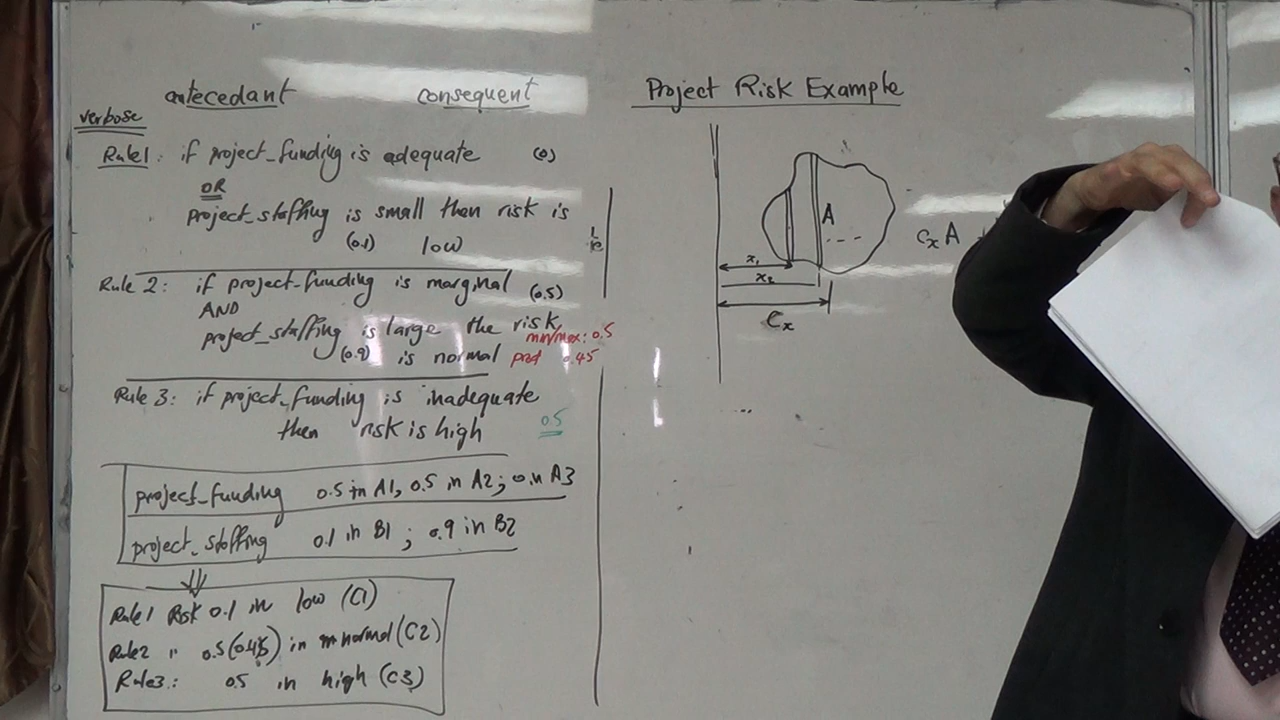 antecedant consequent
verbose
Rule1: if project_funding is adequate (0)
OR
project_staffing is small then risk is
(0.1) low
Rule 2: if project_funding is marginal (0.5)
AND
project_staffing is large the risk
(0.9) is normal
min/max: 0.5
prod 0.45
Rule 3: if project_funding is inadequate
then risk is high 0.5
project_funding 0.5 in A1, 0.5 in A2; A3
project_staffing 0.1 in B1 ; 0.9 in B2
Rule1 Risk 0.1 in low (C1)
Rule2 " 0.5(0.45) in normal (C2)
Rule3: 0.5 in high (C3)
Project Risk Example
A
x1
x2
Cx
Cx A